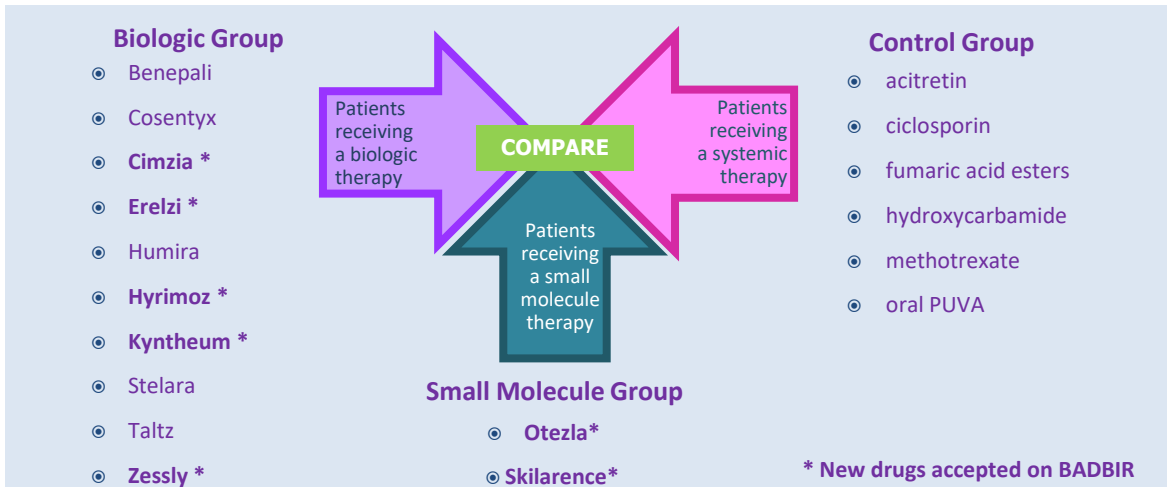 Biologic Group
Benepali
Cosentyx
Cimzia *
Erelzi *
Humira
Hyrimoz *
Kyntheum *
Stelara
Taltz
Zessly *
Patients
receiving
a biologic
therapy
COMPARE
Patients
receiving
a systemic
therapy
Patients
receiving
a small
molecule
therapy
Small Molecule Group
Otezla*
Skilarence*
Control Group
acitretin
ciclosporin
fumaric acid esters
hydroxycarbamide
methotrexate
oral PUVA
* New drugs accepted on BADBIR